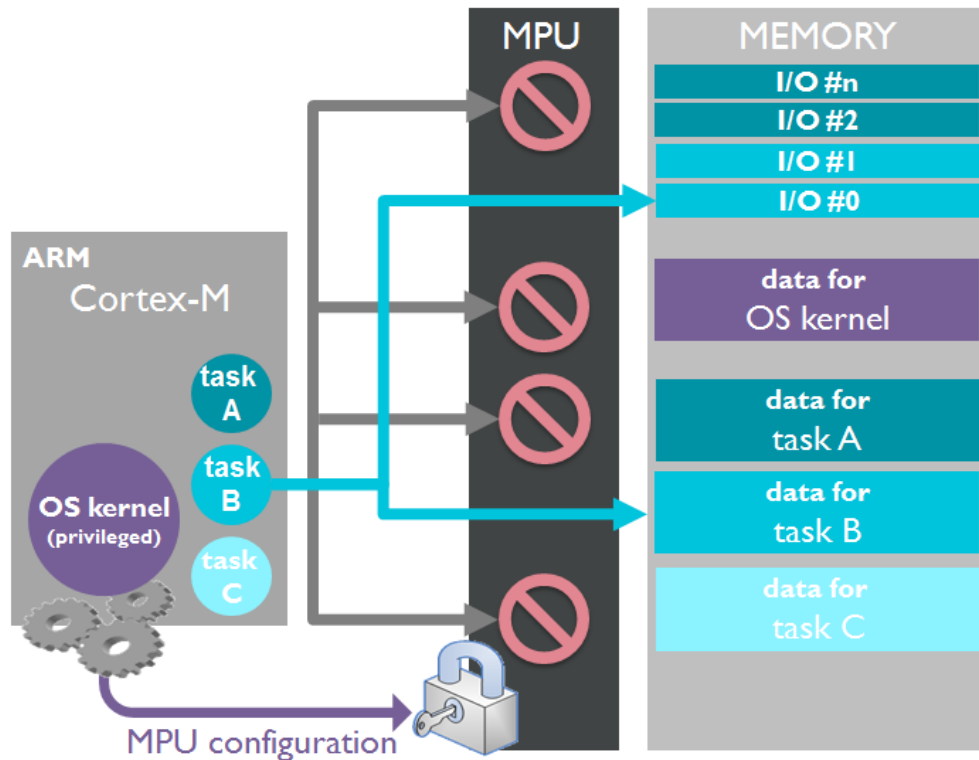 MPU
MEMORY
I/O #n
I/O #2
I/O #1
I/O #0
ARM
Cortex-M
data for
OS kernel
task
A
data for
task A
OS kernel
(privileged)
task
B
data for
task B
task
C
data for
task C
MPU configuration